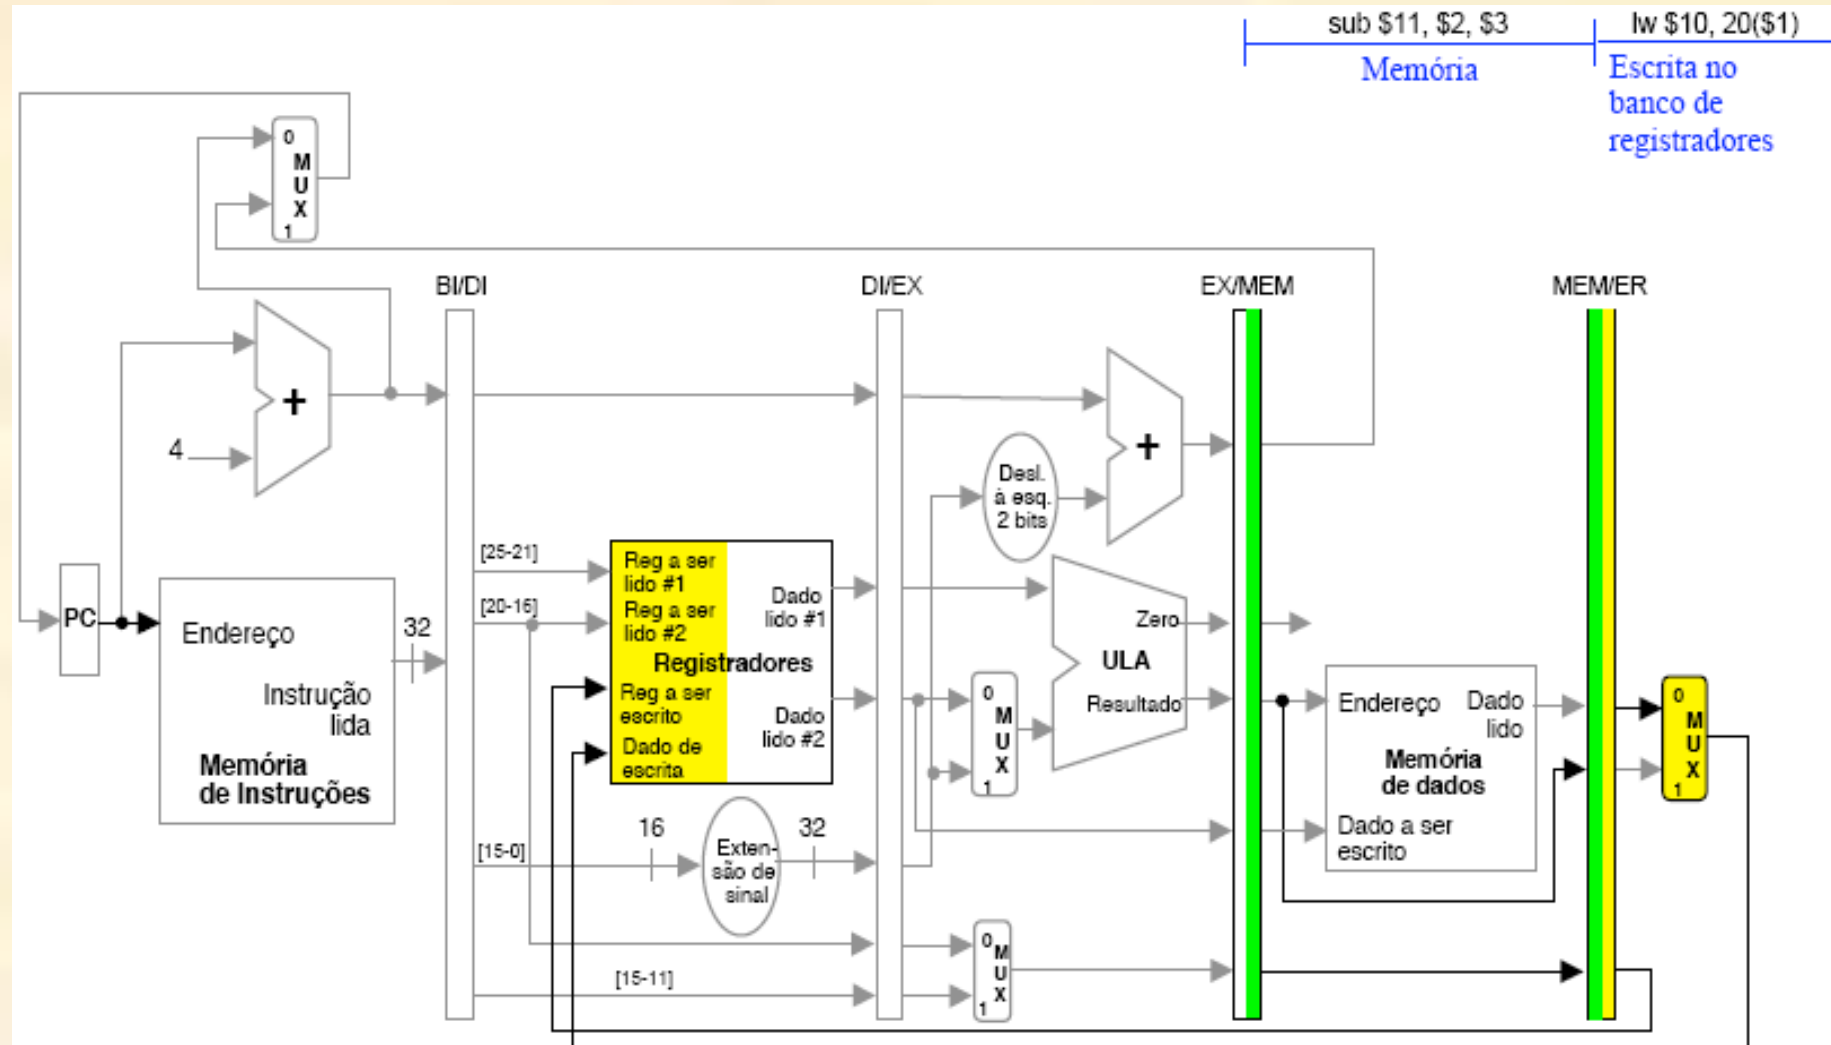 sub $11, $2, $3
lw $10, 20($1)
Memória
Escrita no
banco de
registradores
0
M
U
X
1
BI/DI
DI/EX
EX/MEM
MEM/ER
+
4
+
Desl.
à esq.
2 bits
[25-21]
[20-16]
[15-0]
[15-11]
PC
Endereço
Instrução
lida
Memória
de Instruções
32
Reg a ser
lido #1
Reg a ser
lido #2
Registradores
Reg a ser
escrito
Dado de
escrita
Dado
lido #1
Dado
lido #2
16
Exten-
são de
sinal
32
0
M
U
X
1
0
M
U
X
1
Zero
ULA
Resultado
Endereço
Dado
lido
Memória
de dados
Dado a ser
escrito
0
M
U
X
1